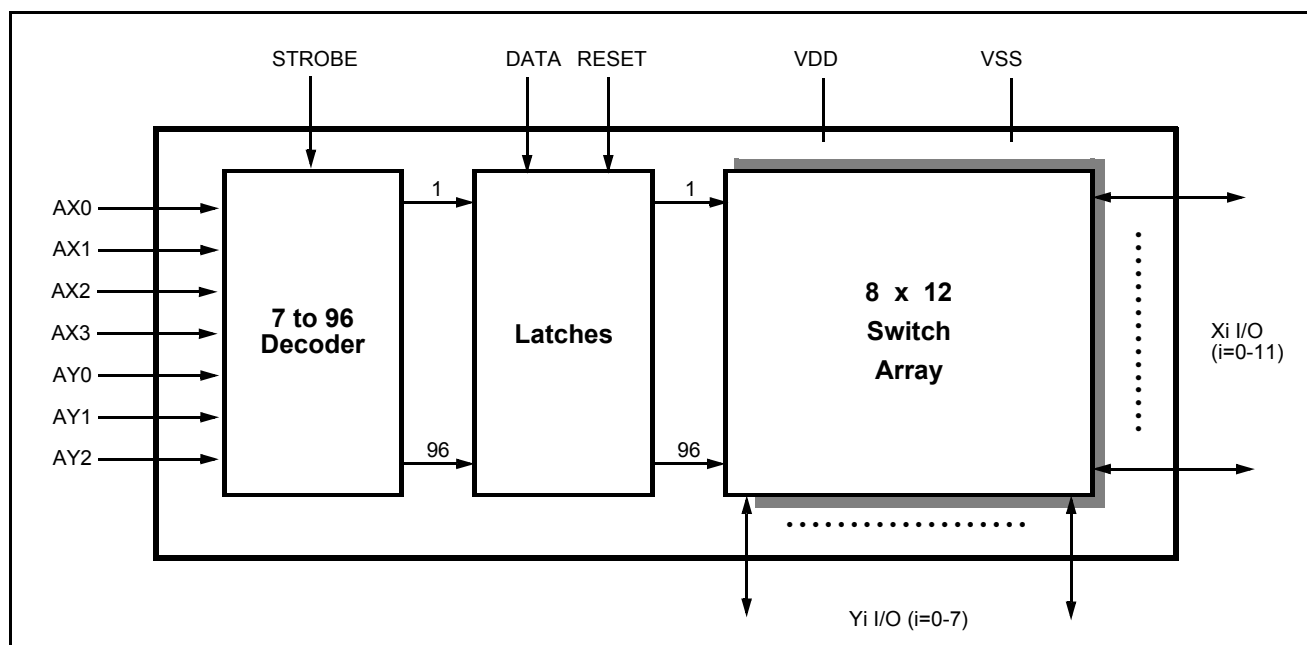 STROBE
DATA
RESET
VDD
VSS
AX0
AX1
AX2
AX3
AY0
AY1
AY2
7 to 96
Decoder
1
96
Latches
1
96
8 x 12
Switch
Array
Xi I/O
(i=0-11)
Yi I/O (i=0-7)